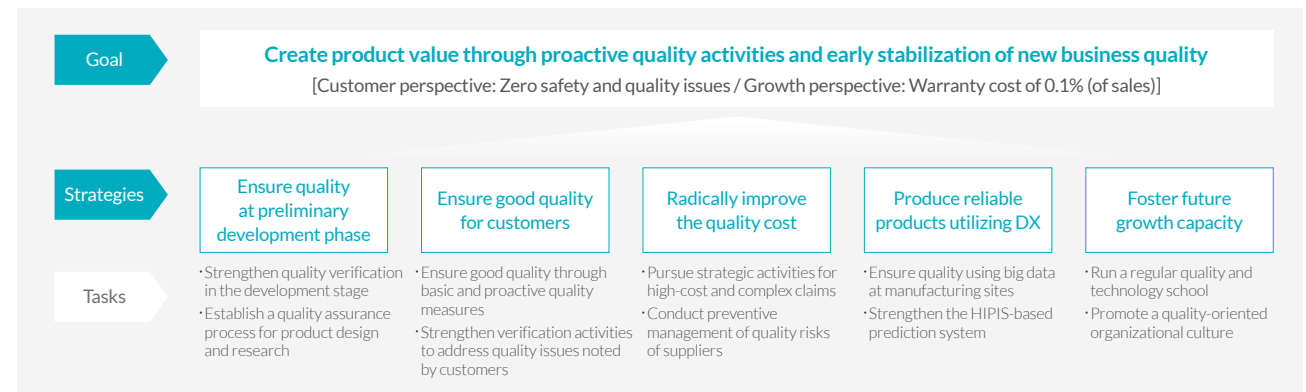 Goal
Create product value through proactive quality activities and early stabilization of new business quality
[Customer perspective: Zero safety and quality issues / Growth perspective: Warranty cost of 0.1% (of sales)]
Strategies
Ensure quality
at preliminary
development phase
Ensure good quality
for customers
Radically improve
the quality cost
Produce reliable
products utilizing DX
Foster future
growth capacity
Tasks
·Strengthen quality verification
in the development stage
·Establish a quality assurance
process for product design
and research
·Ensure good quality through
basic and proactive quality
measures
·Strengthen verification activities
to address quality issues noted
by customers
·Pursue strategic activities for
high-cost and complex claims
·Conduct preventive
management of quality risks
of suppliers
·Ensure quality using big data
at manufacturing sites
·Strengthen the HIPIS-based
prediction system
·Run a regular quality and
technology school
·Promote a quality-oriented
organizational culture